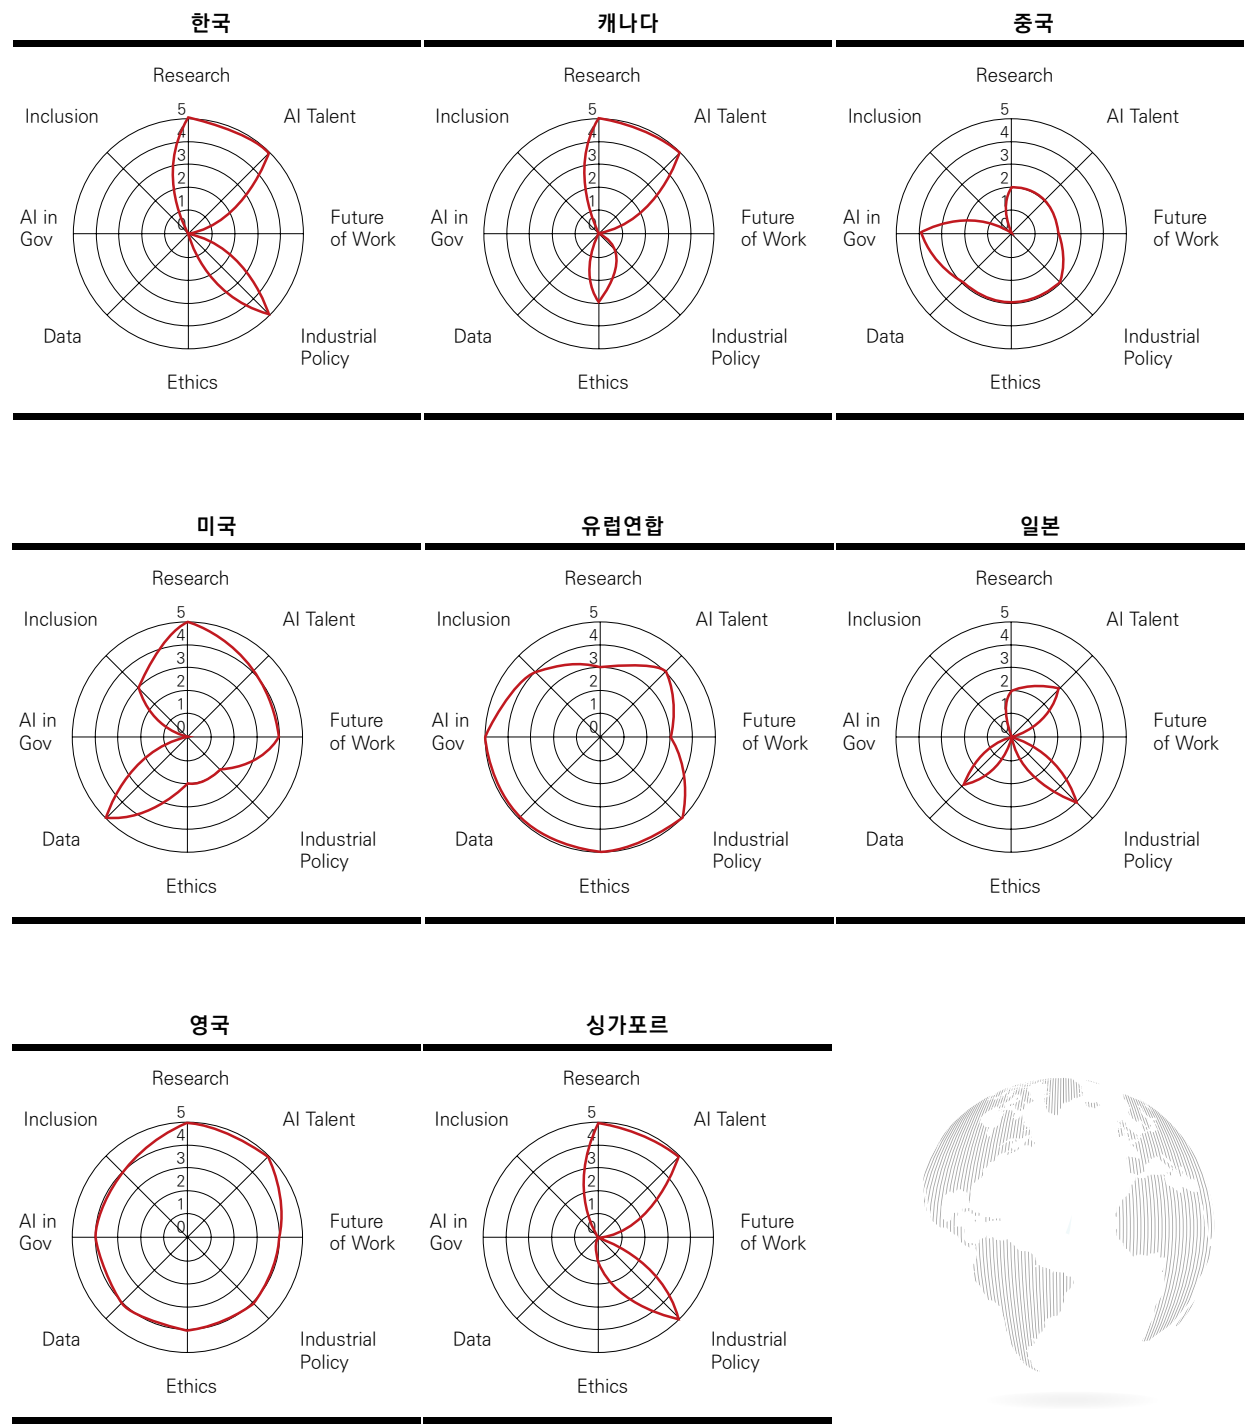 한국
Research
Inclusion
AI Talent
5
4
3
2
1
0
AI in
Gov
Future
of Work
Data
Industrial
Policy
Ethics
캐나다
Research
Inclusion
AI Talent
5
4
3
2
1
0
AI in
Gov
Future
of Work
Data
Industrial
Policy
Ethics
중국
Research
Inclusion
AI Talent
5
4
3
2
1
0
AI in
Gov
Future
of Work
Data
Industrial
Policy
Ethics
미국
Research
Inclusion
AI Talent
5
4
3
2
1
0
AI in
Gov
Future
of Work
Data
Industrial
Policy
Ethics
유럽연합
Research
Inclusion
AI Talent
5
4
3
2
1
0
AI in
Gov
Future
of Work
Data
Industrial
Policy
Ethics
일본
Research
Inclusion
AI Talent
5
4
3
2
1
0
AI in
Gov
Future
of Work
Data
Industrial
Policy
Ethics
영국
Research
Inclusion
AI Talent
5
4
3
2
1
0
AI in
Gov
Future
of Work
Data
Industrial
Policy
Ethics
싱가포르
Research
Inclusion
AI Talent
5
4
3
2
1
0
AI in
Gov
Future
of Work
Data
Industrial
Policy
Ethics